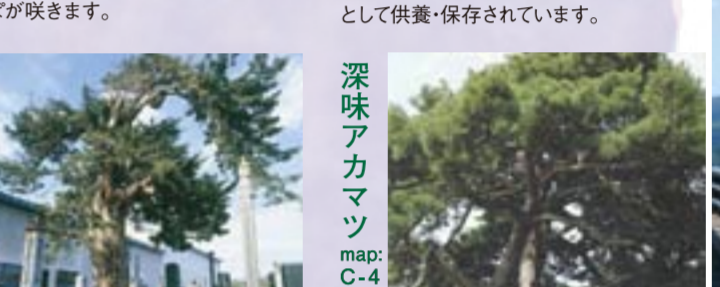 が咲きます。
として供養・保存されています。
深味アカマツ
map:
C-4